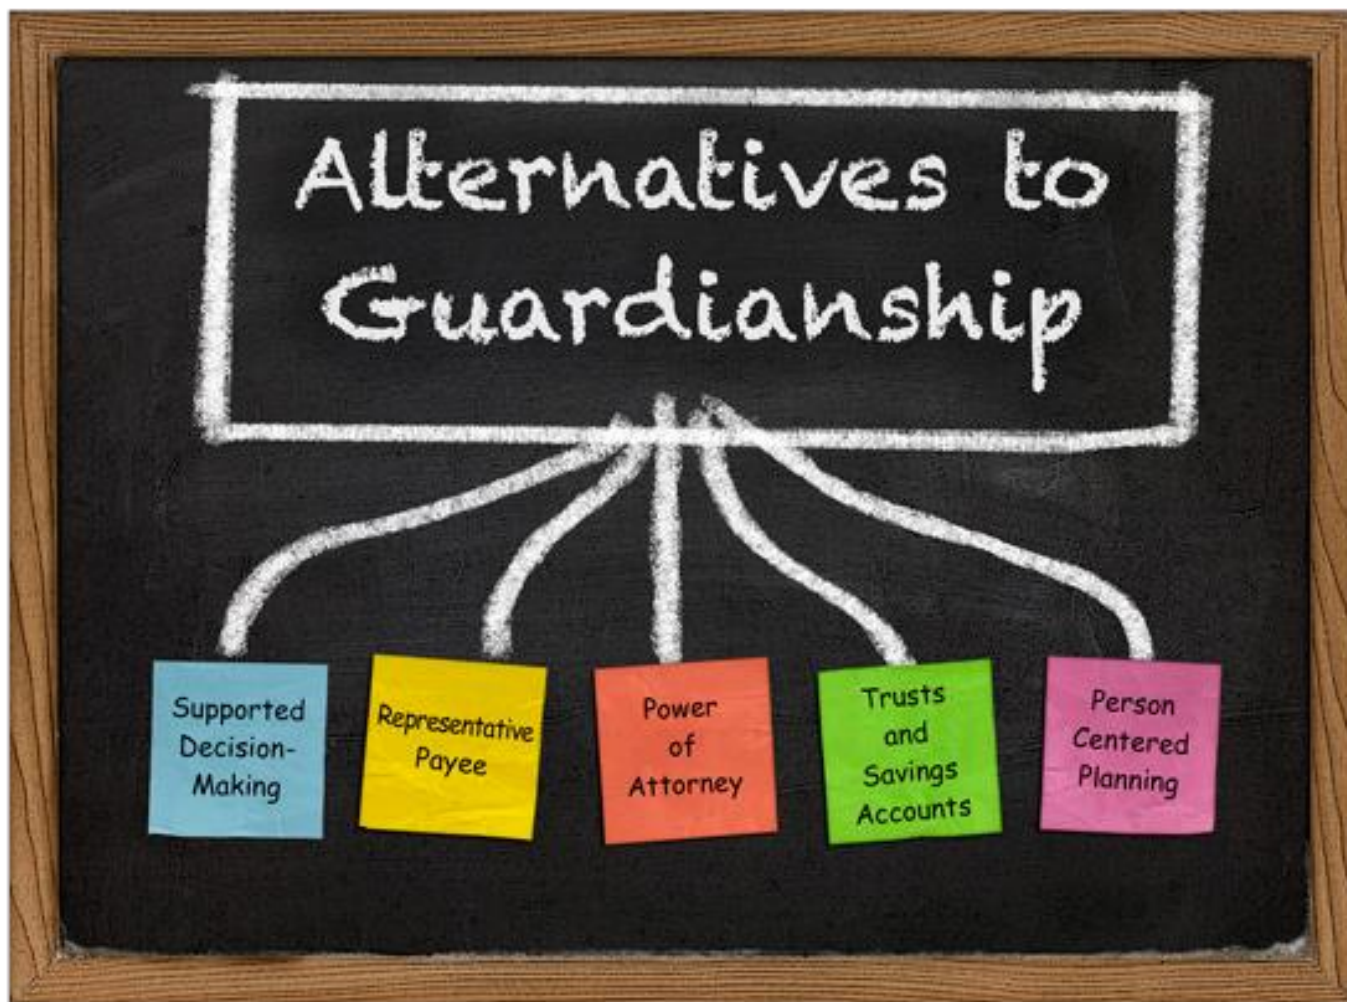 Alternatives to
Guardianship
Supported
Decision-
Making
Representative
Payee
Power
of
Attorney
Trusts
and
Savings
Accounts
Person
Centered
Planning